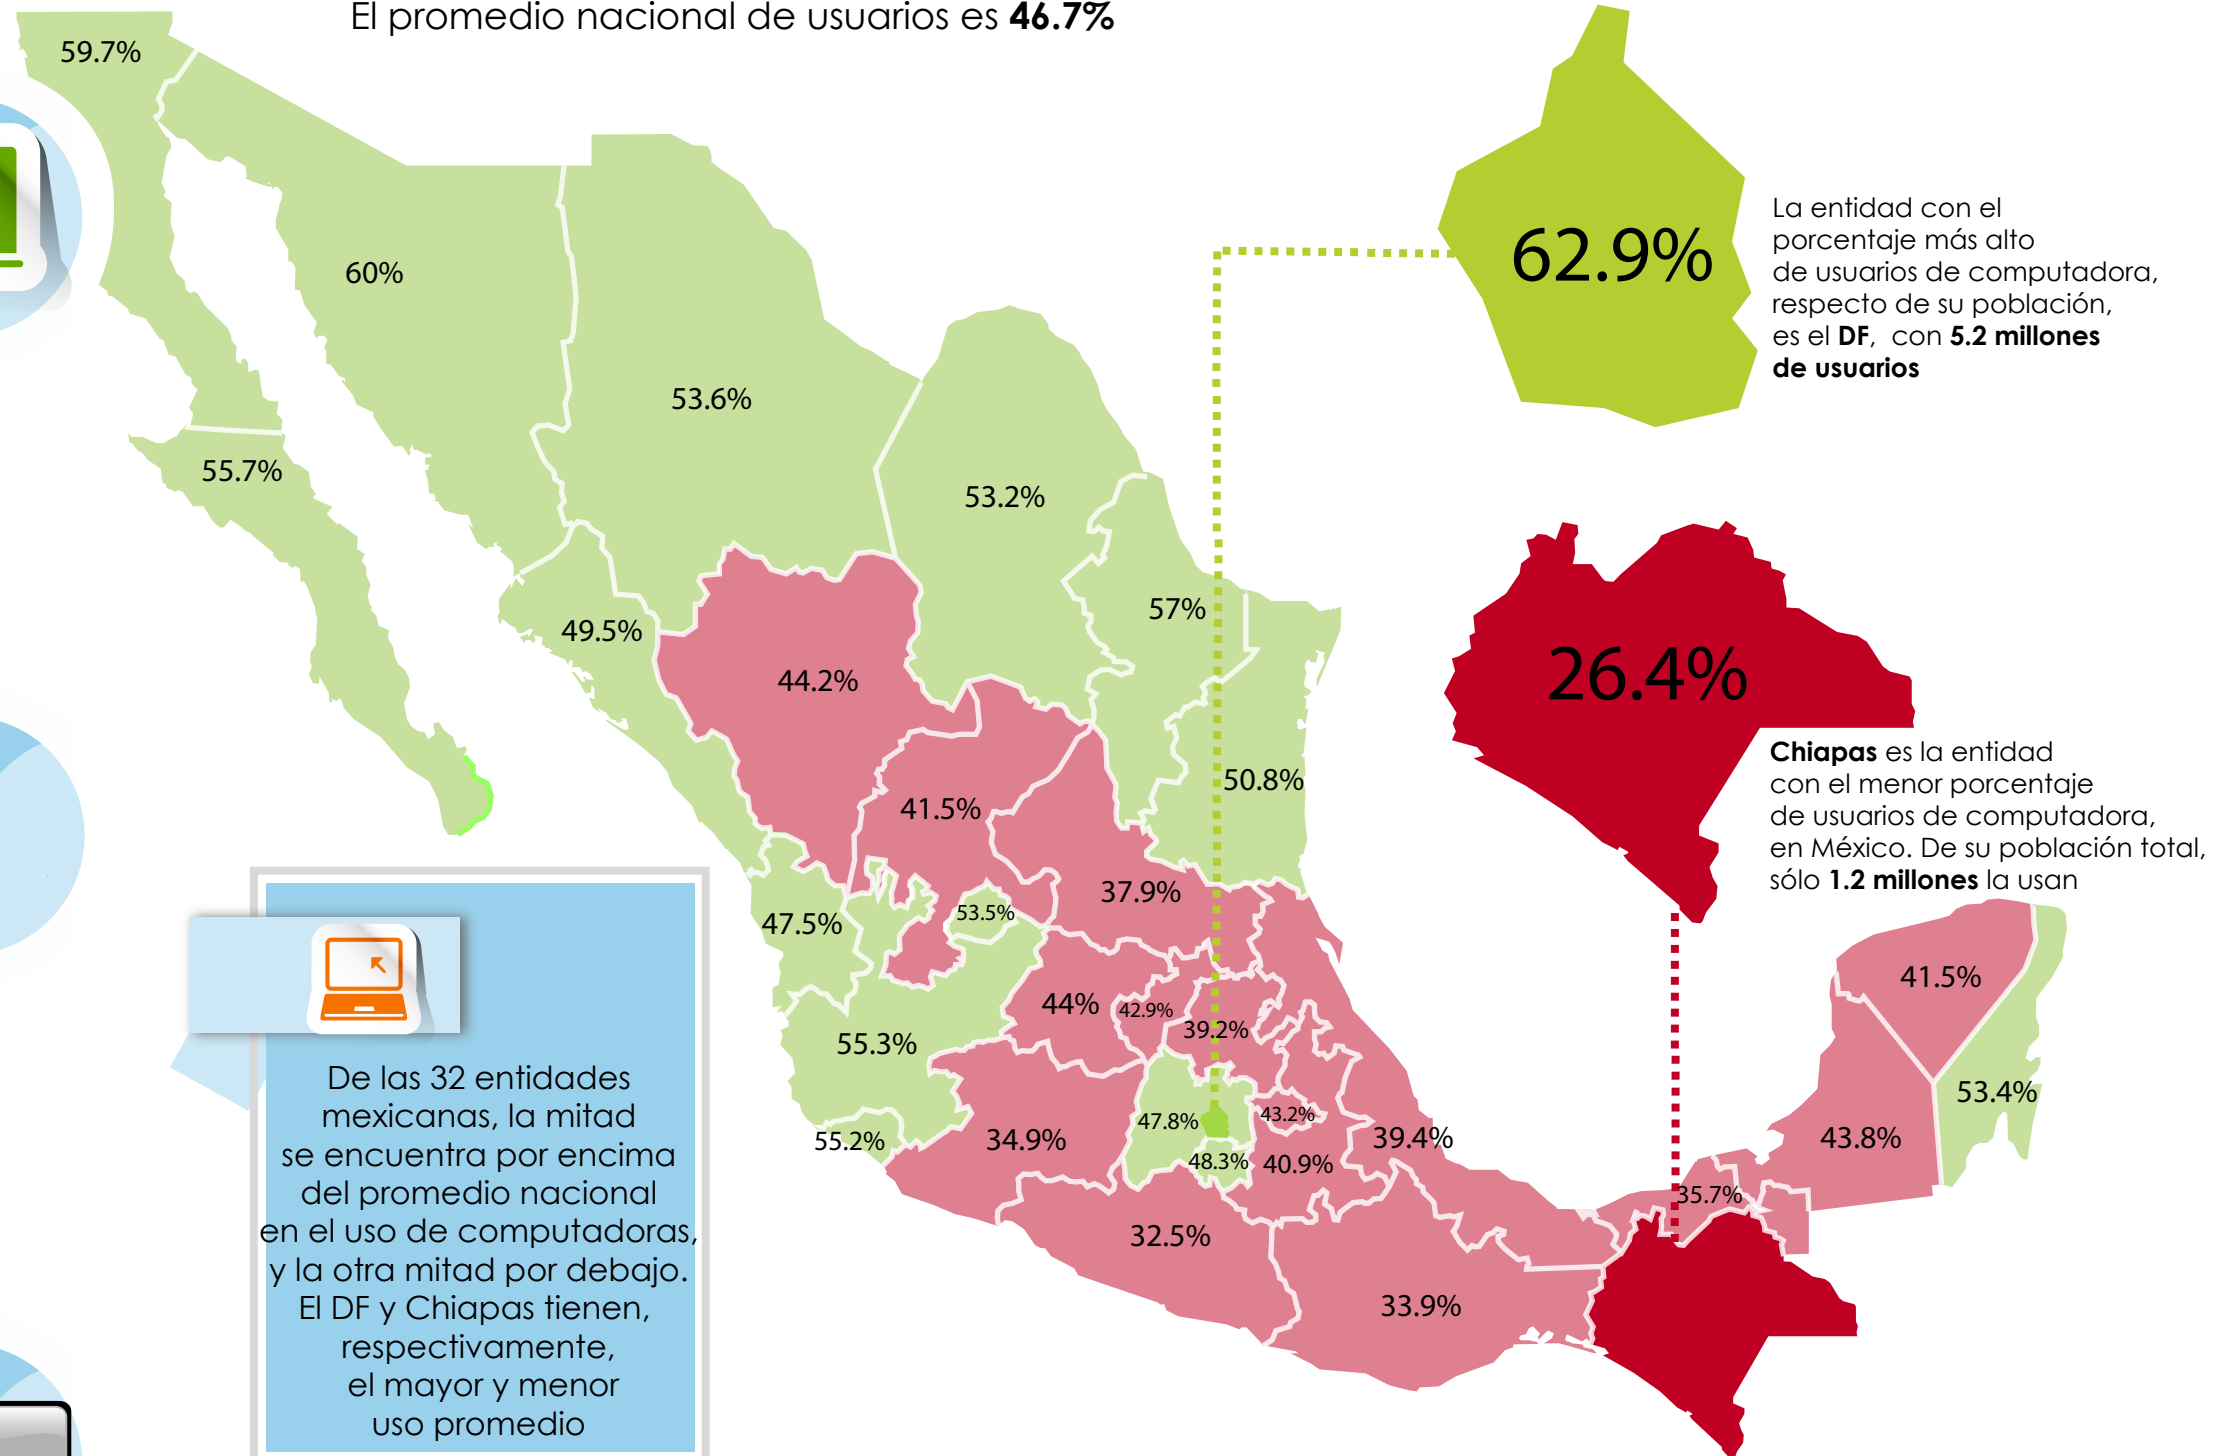 El promedio nacional de usuarios es 46.7%
59.7%
60%
53.6%
55.7%
53.2%
49.5%
57%
44.2%
50.8%
41.5%
37.9%
53.5%
47.5%
44%
42.9%
39.2%
55.3%
47.8%
43.2%
55.2%
34.9%
48.3%
40.9%
39.4%
32.5%
33.9%
35.7%
43.8%
41.5%
53.4%
62.9%
La entidad con el
porcentaje más alto
de usuarios de computadora,
respecto de su población,
es el DF, con 5.2 millones
de usuarios
26.4%
Chiapas es la entidad
con el menor porcentaje
de usuarios de computadora,
en México. De su población total,
sólo 1.2 millones la usan
De las 32 entidades
mexicanas, la mitad
se encuentra por encima
del promedio nacional
en el uso de computadoras,
y la otra mitad por debajo.
El DF y Chiapas tienen,
respectivamente,
el mayor y menor
uso promedio